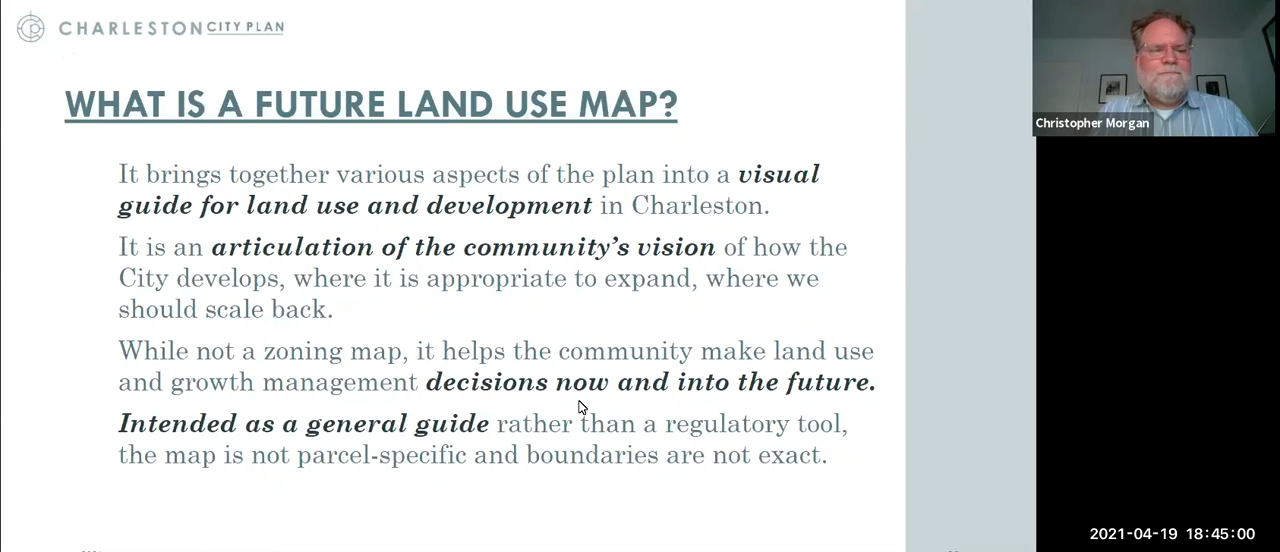 CHARLESTON CITY PLAN
WHAT IS A FUTURE LAND USE MAP?
It brings together various aspects of the plan into a visual
guide for land use and development in Charleston.
It is an articulation of the community's vision of how the
City develops, where it is appropriate to expand, where we
should scale back.
While not a zoning map, it helps the community make land use
and growth management decisions now and into the future.
Intended as a general guide rather than a regulatory tool,
the map is not parcel-specific and boundaries are not exact.
Christopher Morgan
2021-04-19 18:45:00